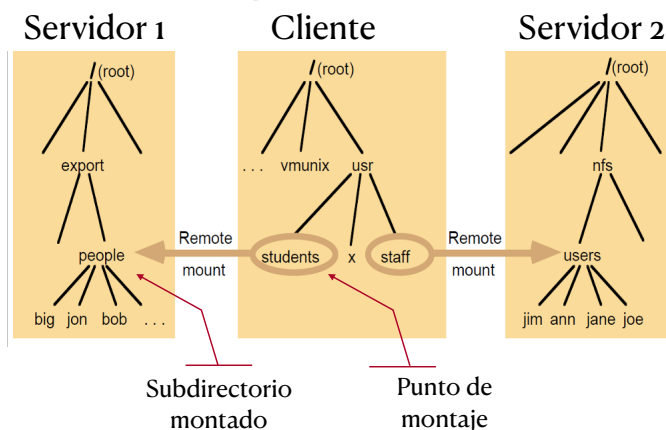 Servidor 1 Cliente Servidor 2
/ (root) / (root) / (root)
export . . . vmunix usr nfs
Remote Remote
people students x staff users
mount mount
big jon bob . . . jim ann jane joe
Subdirectorio Punto de
montado montaje